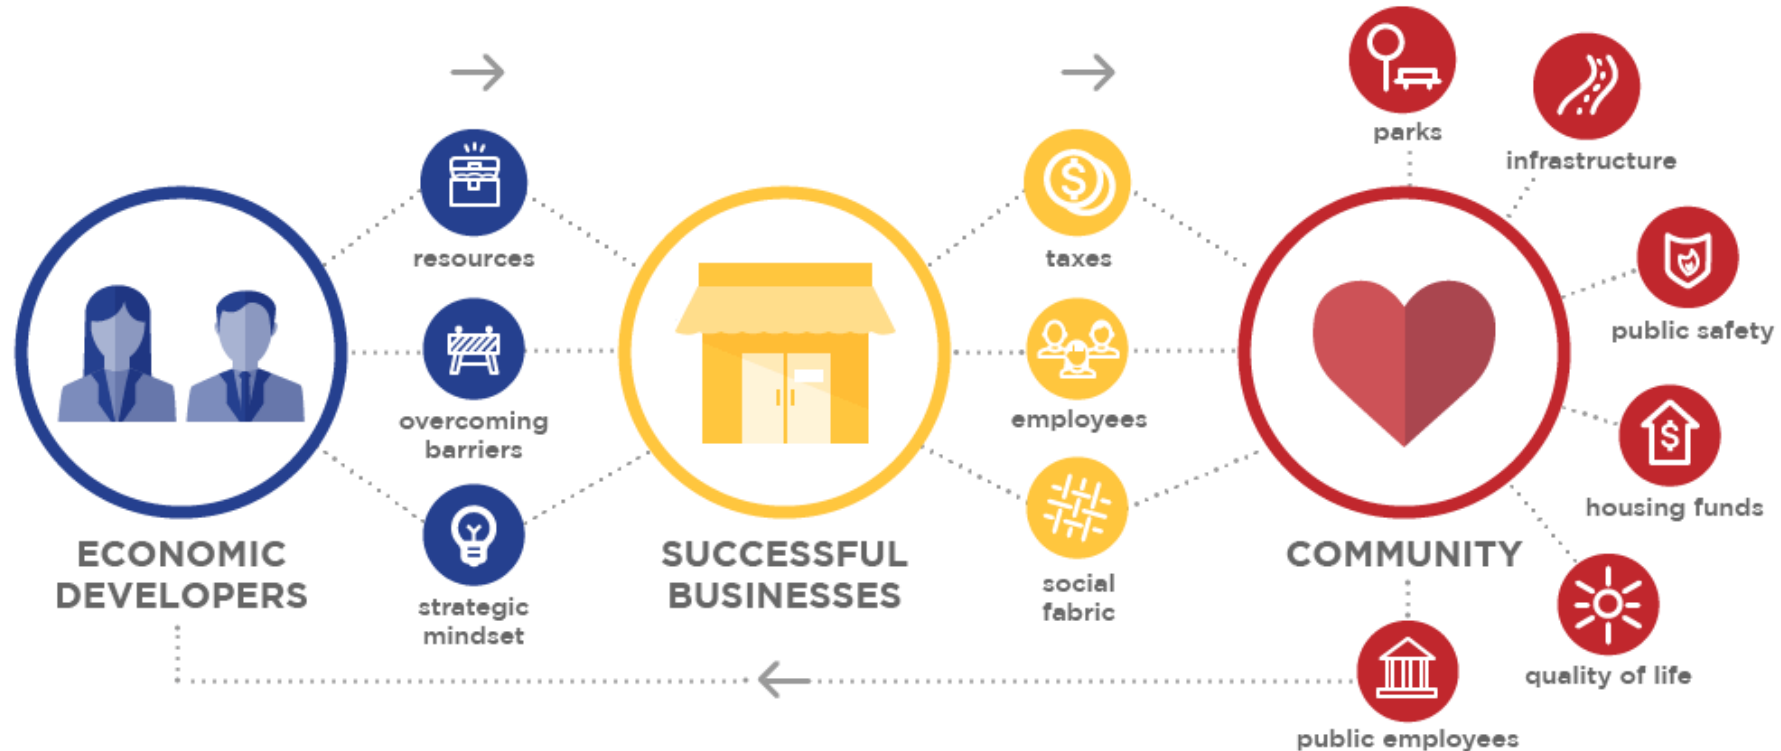 resources
overcoming
barriers
strategic
mindset
ECONOMIC
DEVELOPERS
SUCCESSFUL
BUSINESSES
$
taxes
employees
social
fabric
COMMUNITY
parks
infrastructure
public safety
$
housing funds
quality of life
public employees